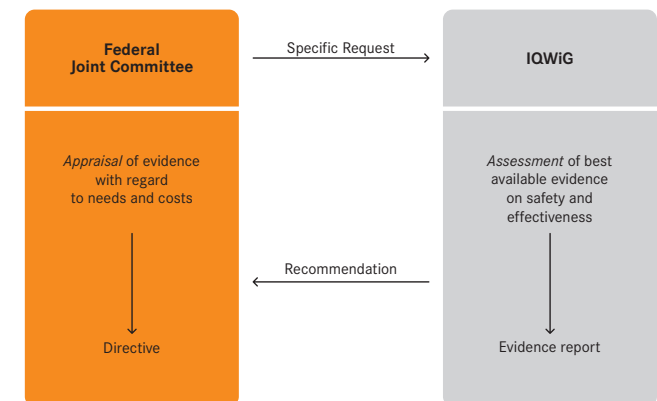 Federal
Joint Committee
Specific Request
IQWiG
Appraisal of evidence
with regard
to needs and costs
Assessment of best
available evidence
on safety and
effectiveness
Recommendation
Directive
Evidence report